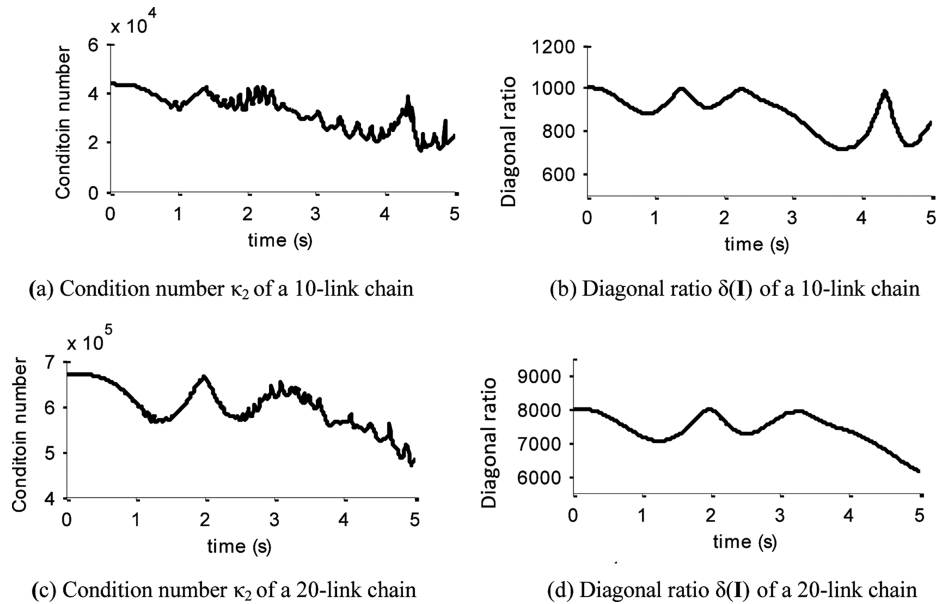 x 10⁴
6
4
2
0
Conditoin number
0 1 2 3 4 5
time (s)
(a) Condition number κ₂ of a 10-link chain
1200
1000
800
600
Diagonal ratio
0 1 2 3 4 5
time (s)
(b) Diagonal ratio δ(I) of a 10-link chain
x 10⁵
7
6
5
4
Conditoin number
0 1 2 3 4 5
time (s)
(c) Condition number κ₂ of a 20-link chain
9000
8000
7000
6000
Diagonal ratio
0 1 2 3 4 5
time (s)
(d) Diagonal ratio δ(I) of a 20-link chain